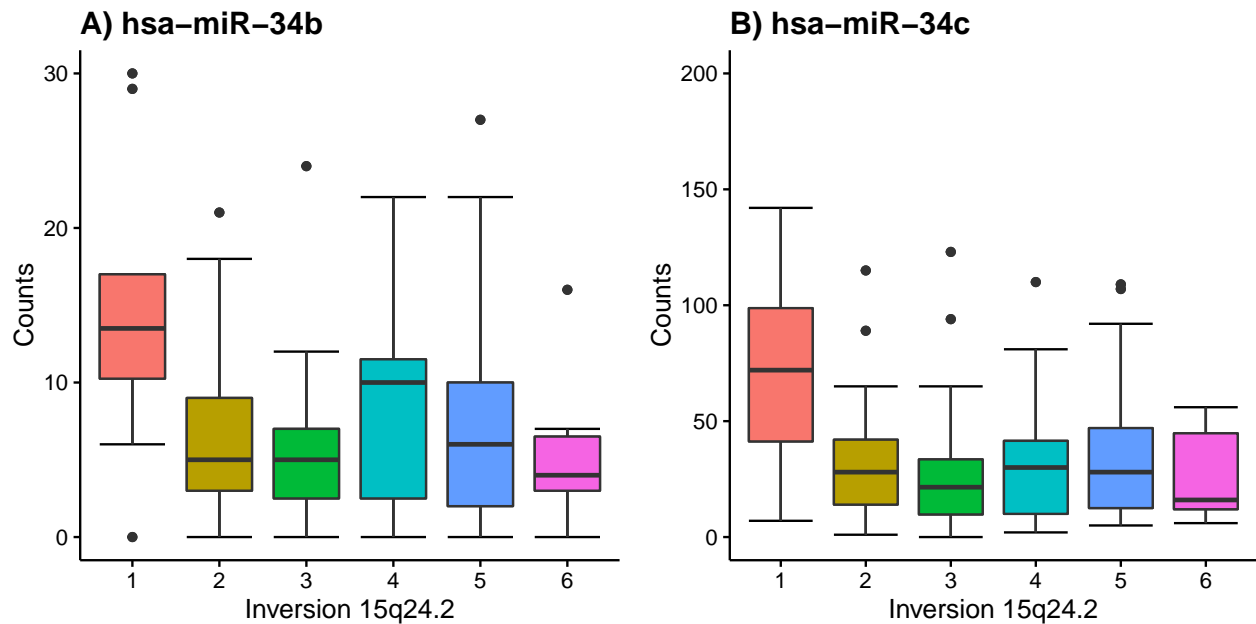 A) hsa−miR−34b
30
20
10
0
Counts
1 2 3 4 5 6
Inversion 15q24.2
B) hsa−miR−34c
200
150
100
50
0
Counts
1 2 3 4 5 6
Inversion 15q24.2